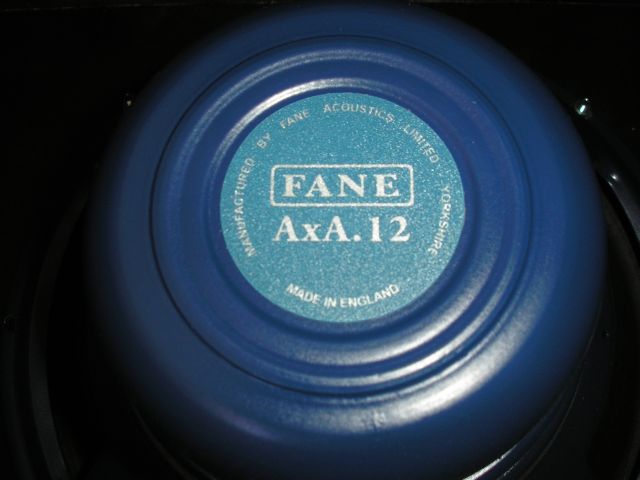 MANUFACTURED BY FANE ACOUSTICS LIMITED · YORKSHIRE
FANE
AxA.12
MADE IN ENGLAND